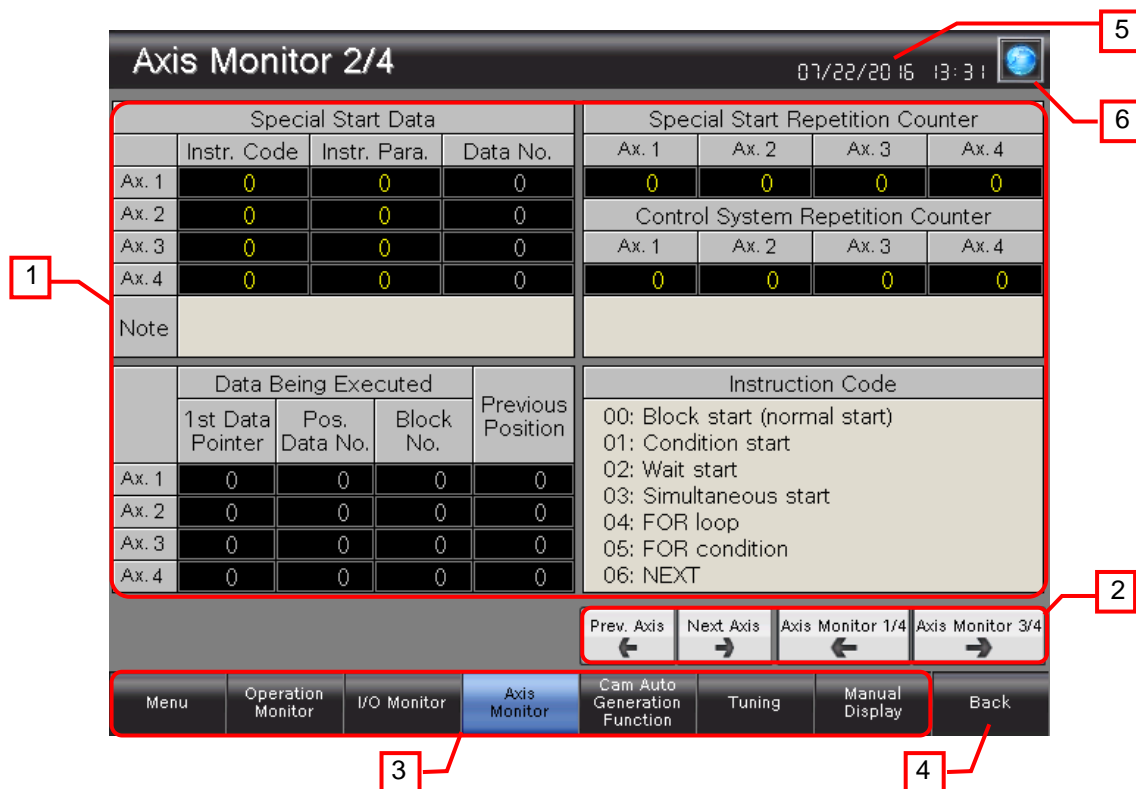 5
Axis Monitor 2/4
07/22/2016 13:31
6
1
Special Start Data
Instr. Code Instr. Para. Data No.
Ax. 1 0 0 0
Ax. 2 0 0 0
Ax. 3 0 0 0
Ax. 4 0 0 0
Note
Special Start Repetition Counter
Ax. 1 Ax. 2 Ax. 3 Ax. 4
0 0 0 0
Control System Repetition Counter
Ax. 1 Ax. 2 Ax. 3 Ax. 4
0 0 0 0
Data Being Executed
Previous
Position
1st Data
Pointer
Pos.
Data No.
Block
No.
Ax. 1 0 0 0 0
Ax. 2 0 0 0 0
Ax. 3 0 0 0 0
Ax. 4 0 0 0 0
Instruction Code
00: Block start (normal start)
01: Condition start
02: Wait start
03: Simultaneous start
04: FOR loop
05: FOR condition
06: NEXT
2
Prev. Axis Next Axis Axis Monitor 1/4 Axis Monitor 3/4
Menu
Operation
Monitor
I/O Monitor
Axis
Monitor
Cam Auto
Generation
Function
Tuning
Manual
Display
Back
3
4